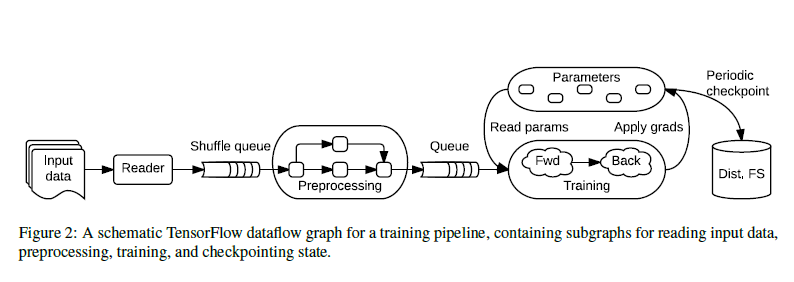 Input
data
Reader
Shuffle queue
Preprocessing
Queue
Parameters
Read params
Apply grads
Fwd
Back
Training
Periodic
checkpoint
Dist. FS
Figure 2: A schematic TensorFlow dataflow graph for a training pipeline, containing subgraphs for reading input data,
preprocessing, training, and checkpointing state.